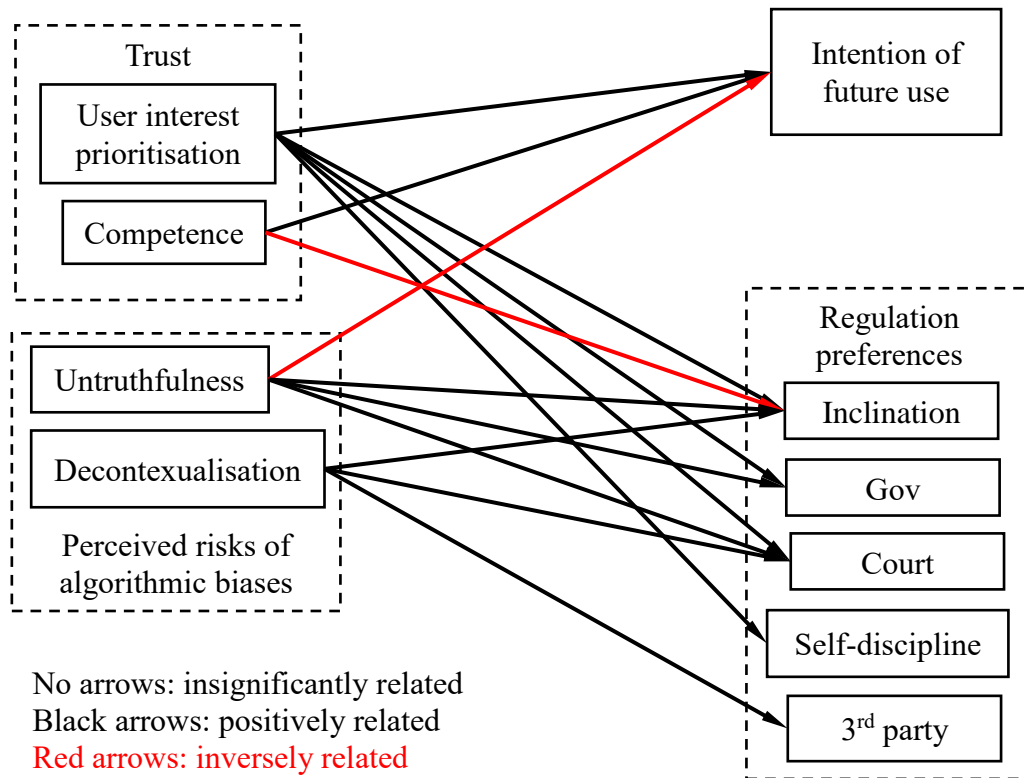 Trust
User interest
prioritisation
Competence
Untruthfulness
Decontexualisation
Perceived risks of
algorithmic biases
Intention of
future use
Regulation
preferences
Inclination
Gov
Court
Self-discipline
3rd party
No arrows: insignificantly related
Black arrows: positively related
Red arrows: inversely related